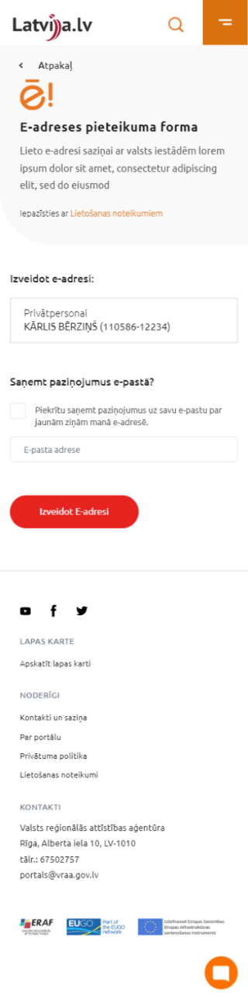 Latvija.lv
Atpakaļ
ē!
E-adreses pieteikuma forma
Lieto e-adresi saziņai ar valsts iestādēm lorem
ipsum dolor sit amet, consectetur adipiscing
elit, sed do eiusmod
Iepazīsties ar Lietošanas noteikumiem
Izveidot e-adresi:
Privātpersonai
KĀRLIS BĒRZIŅŠ (110586-12234)
Saņemt paziņojumus e-pastā?
Piekrītu saņemt paziņojumus uz savu e-pastu par
jaunām ziņām manā e-adresē.
E-pasta adrese
Izveidot E-adresi
LAPAS KARTE
Apskatīt lapas karti
NODERĪGI
Kontakti un saziņa
Par portālu
Privātuma politika
Lietošanas noteikumi
KONTAKTI
Valsts reģionālās attīstības aģentūra
Rīga, Alberta iela 10, LV-1010
tālr.: 67502757
portals@vraa.gov.lv
ERAF
EUGO
Part of
the EUGO
network
Līdzfinansē Eiropas Savienības
Eiropas infrastruktūras
savienošanas instruments